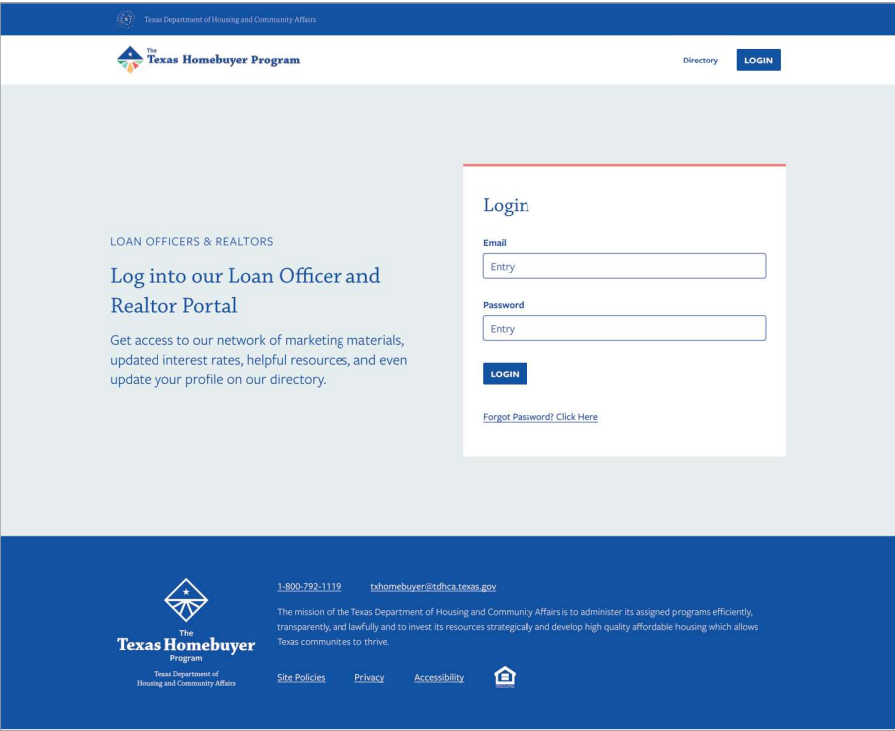 Texas Department of Housing and Community Affairs
The
Texas Homebuyer Program
Directory
LOGIN
LOAN OFFICERS & REALTORS
Log into our Loan Officer and
Realtor Portal
Get access to our network of marketing materials,
updated interest rates, helpful resources, and even
update your profile on our directory.
Login
Email
Entry
Password
Entry
LOGIN
Forgot Password? Click Here
The
Texas Homebuyer
Program
Texas Department of
Housing and Community Affairs
1-800-792-1119 txhomebuyer@tdhca.texas.gov
The mission of the Texas Department of Housing and Community Affairs is to administer its assigned programs efficiently,
transparently, and lawfully and to invest its resources strategically and develop high quality affordable housing which allows
Texas communites to thrive.
Site Policies Privacy Accessibility